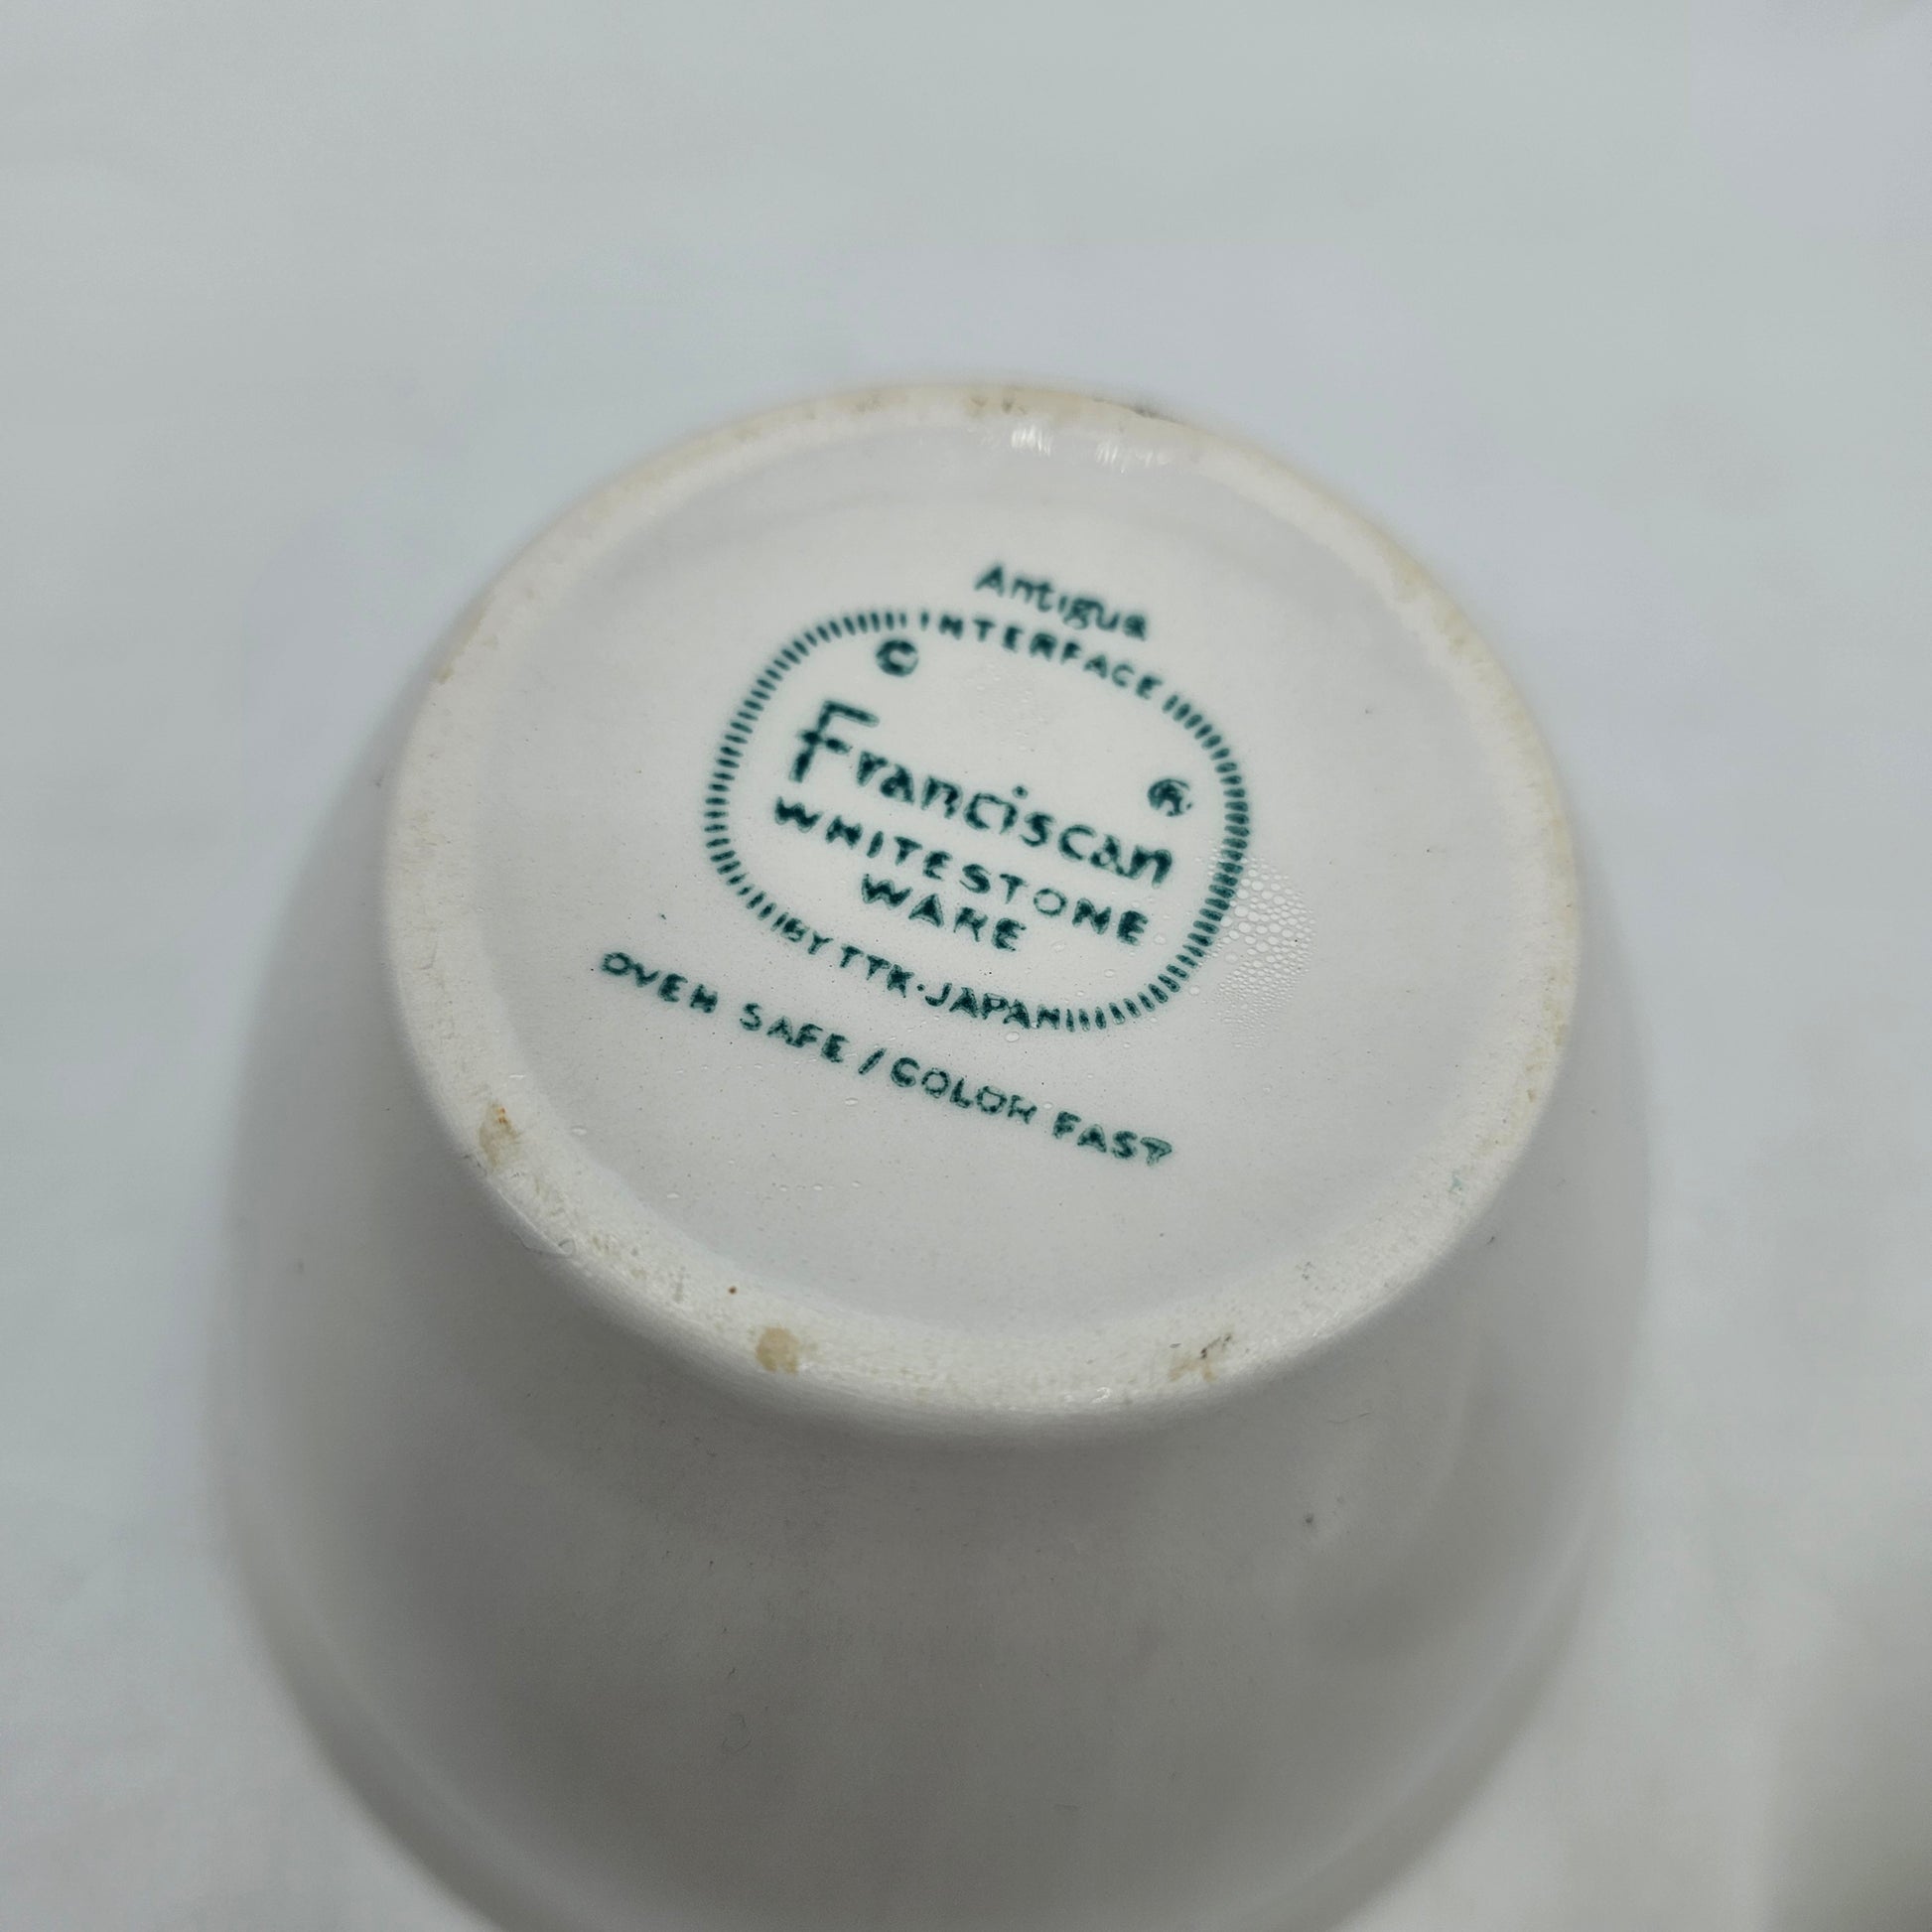 Antigua
INTERFACE
©
Franciscan ®
WHITESTONE
WARE
BY TTK·JAPAN
OVEN SAFE / COLOR FAST